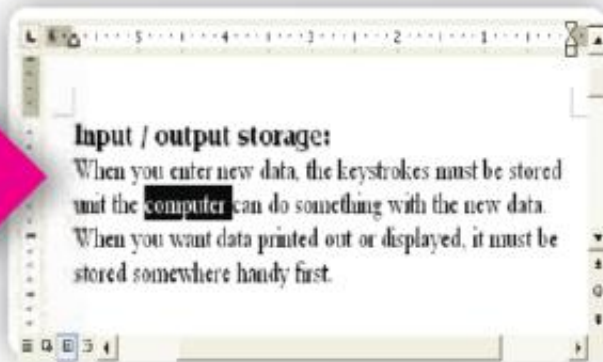 Input / output storage:
When you enter new data, the keystrokes must be stored
unit the computer can do something with the new data.
When you want data printed out or displayed, it must be
stored somewhere handy first.